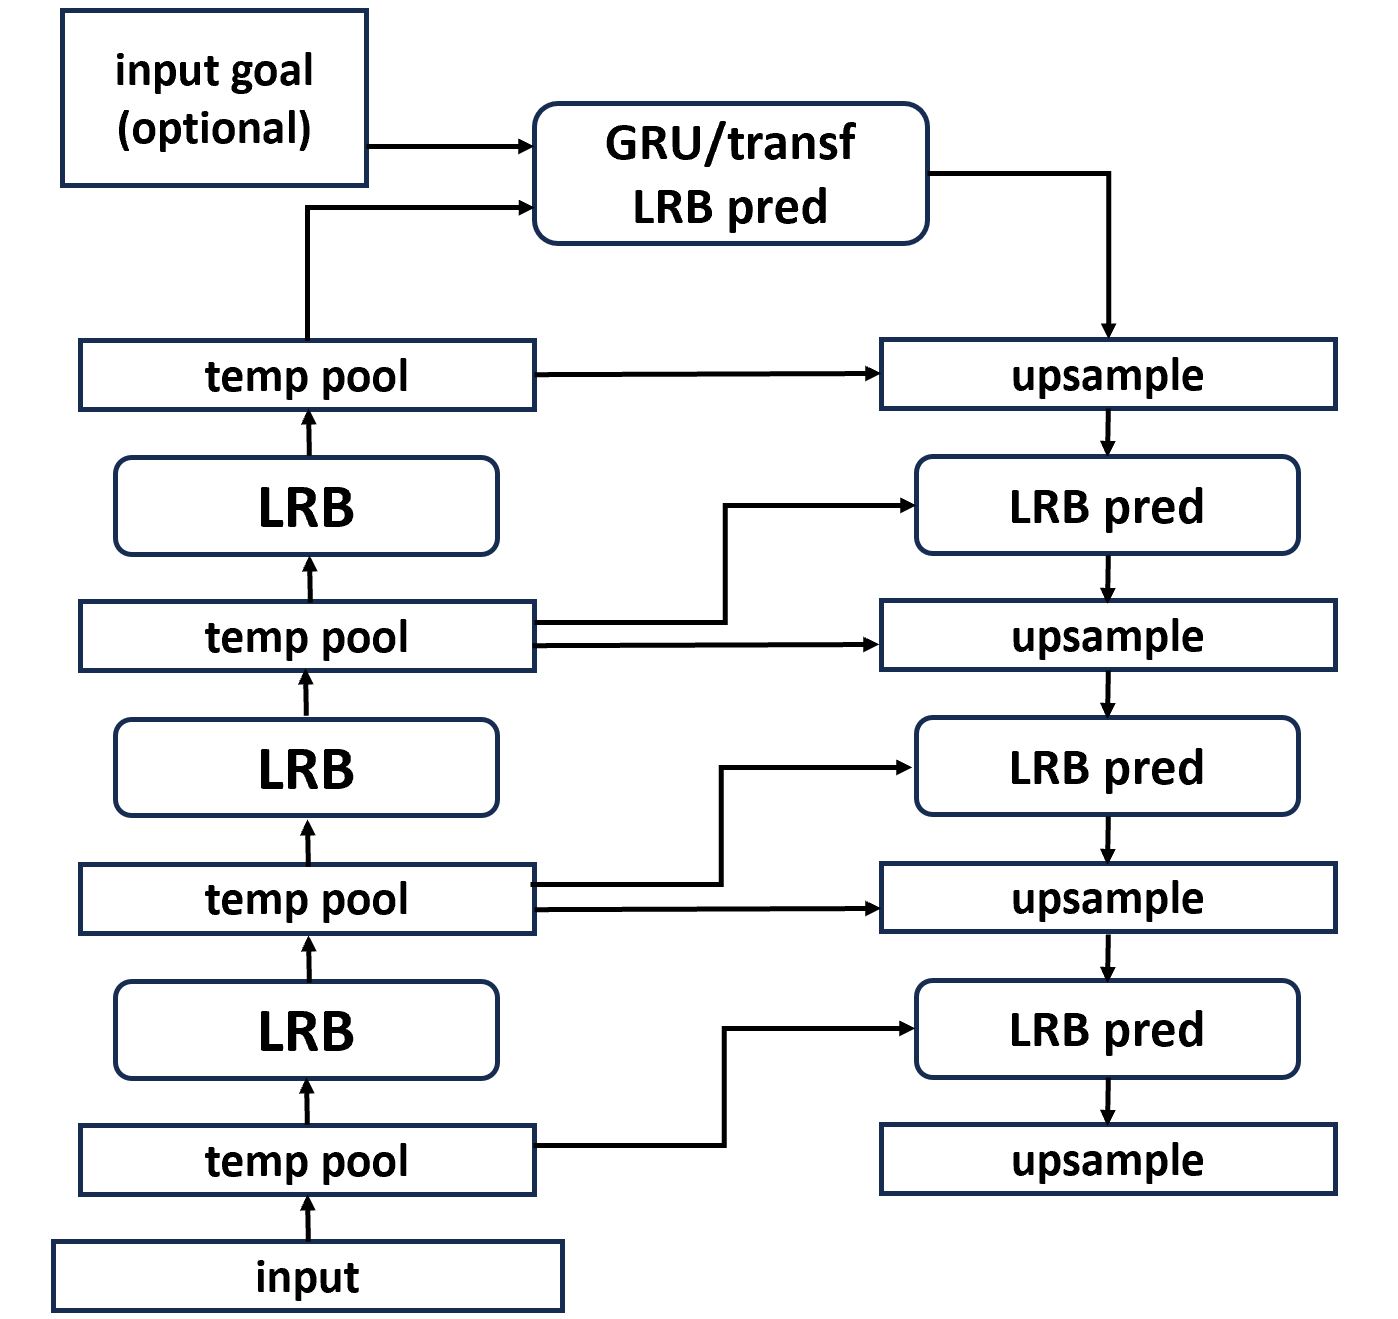 input goal
(optional)
GRU/transf
LRB pred
temp pool
upsample
LRB
LRB pred
temp pool
upsample
LRB
LRB pred
temp pool
upsample
LRB
LRB pred
temp pool
upsample
input